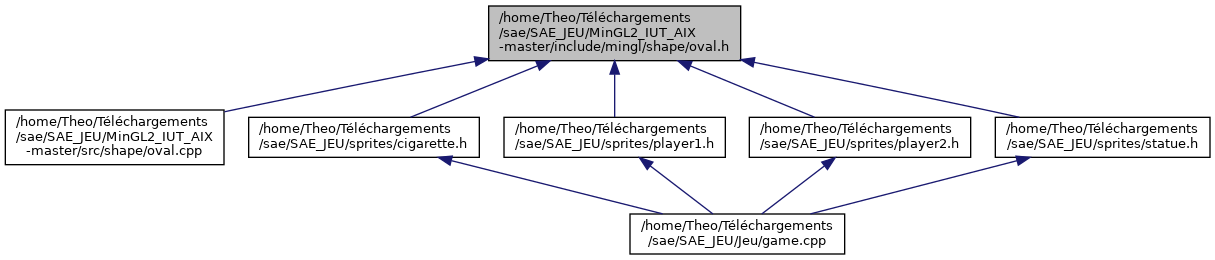 /home/Theo/Téléchargements
/sae/SAE_JEU/MinGL2_IUT_AIX
-master/include/mingl/shape/oval.h
/home/Theo/Téléchargements
/sae/SAE_JEU/MinGL2_IUT_AIX
-master/src/shape/oval.cpp
/home/Theo/Téléchargements
/sae/SAE_JEU/sprites/cigarette.h
/home/Theo/Téléchargements
/sae/SAE_JEU/sprites/player1.h
/home/Theo/Téléchargements
/sae/SAE_JEU/sprites/player2.h
/home/Theo/Téléchargements
/sae/SAE_JEU/sprites/statue.h
/home/Theo/Téléchargements
/sae/SAE_JEU/Jeu/game.cpp